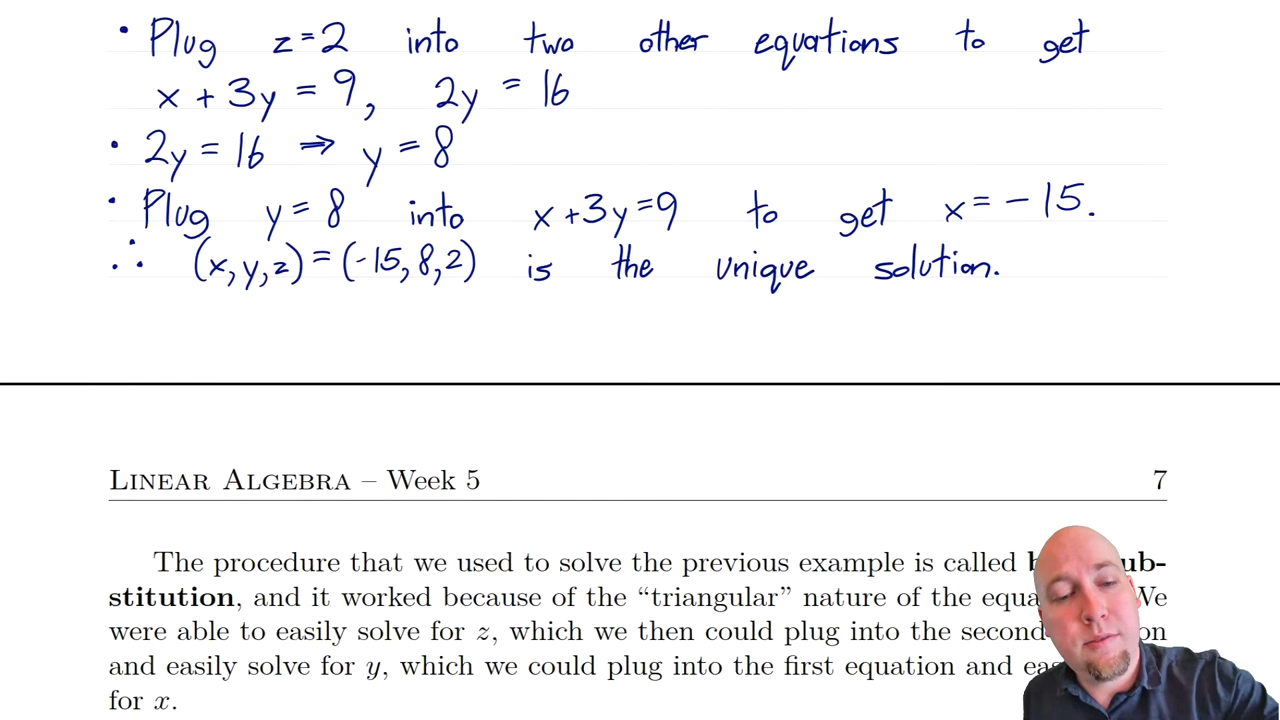 • Plug z=2 into two other equations to get
x + 3y = 9, 2y = 16
• 2y = 16 ⇒ y = 8
• Plug y = 8 into x+3y=9 to get x = -15.
∴ (x,y,z) = (-15,8,2) is the unique solution.
LINEAR ALGEBRA – Week 5 7
The procedure that we used to solve the previous example is called
stitution, and it worked because of the “triangular” nature of the We
were able to easily solve for z, which we then could plug into the second
and easily solve for y, which we could plug into the first equation and
for x.